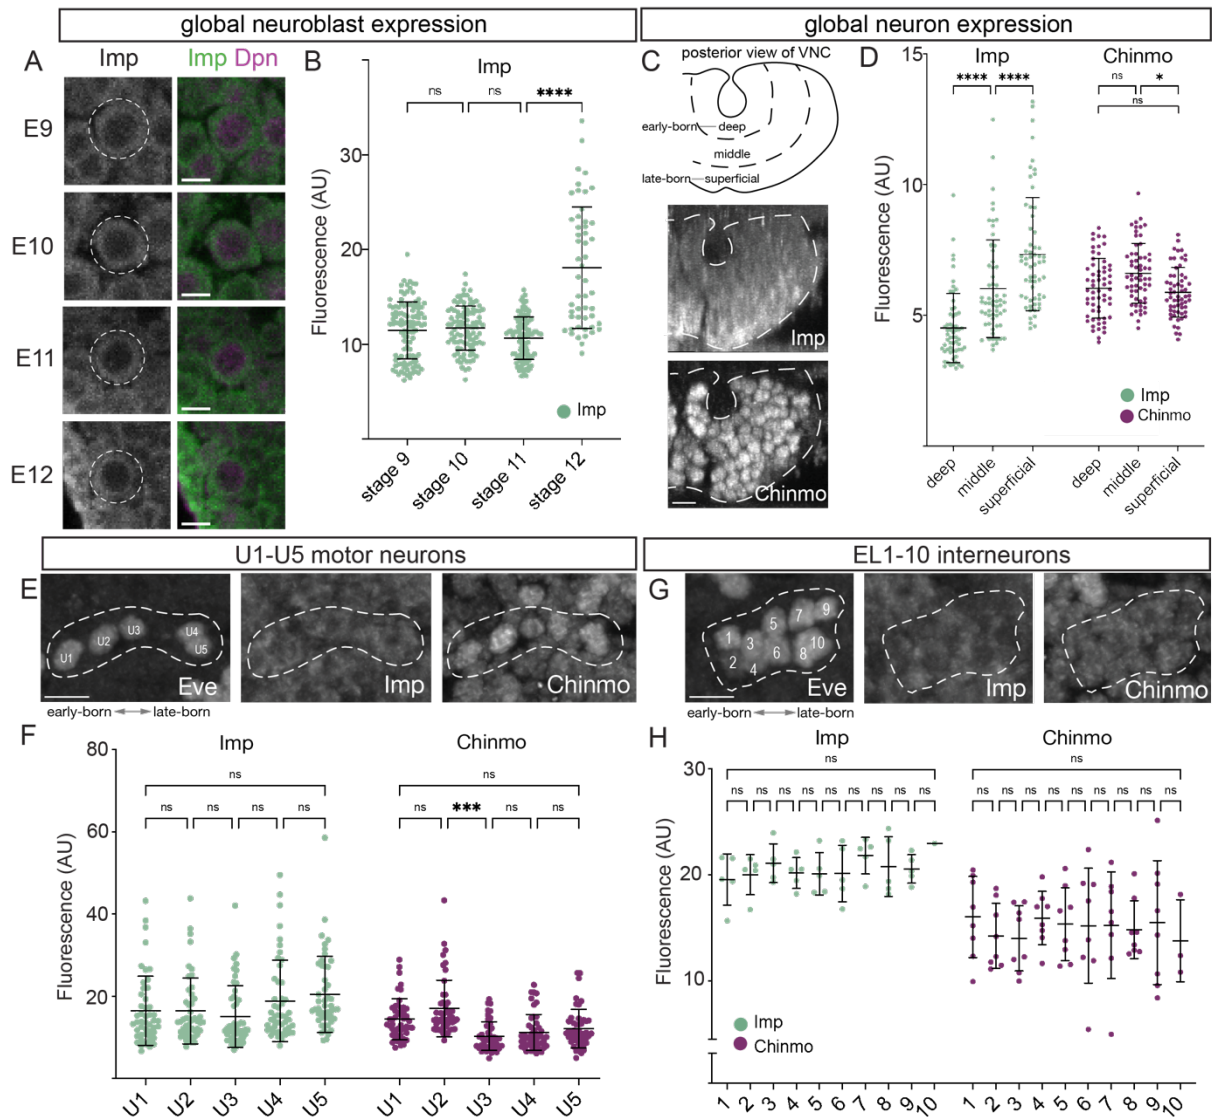 global neuroblast expression
global neuron expression
A
Imp
Imp Dpn
E9
E10
E11
E12
B
Imp
ns
ns
****
Fluorescence (AU)
30
20
10
stage 9
stage 10
stage 11
stage 12
Imp
C
posterior view of VNC
early-born
deep
middle
late-born
superficial
Imp
Chinmo
D
Imp
Chinmo
****
****
ns
*
ns
Fluorescence (AU)
15
10
5
Imp
Chinmo
deep
middle
superficial
deep
middle
superficial
U1-U5 motor neurons
EL1-10 interneurons
E
U1
U2
U3
U4
U5
Eve
Imp
Chinmo
early-born
late-born
G
1
2
3
4
5
6
7
8
9
10
Eve
Imp
Chinmo
early-born
late-born
F
Imp
Chinmo
ns
ns
ns
ns
ns
ns
ns
***
ns
ns
Fluorescence (AU)
80
60
40
20
U1
U2
U3
U4
U5
U1
U2
U3
U4
U5
H
Imp
Chinmo
ns
ns
ns ns ns ns ns ns ns ns ns
ns ns ns ns ns ns ns ns ns
Fluorescence (AU)
30
20
10
Imp
Chinmo
1 2 3 4 5 6 7 8 9 10
1 2 3 4 5 6 7 8 9 10